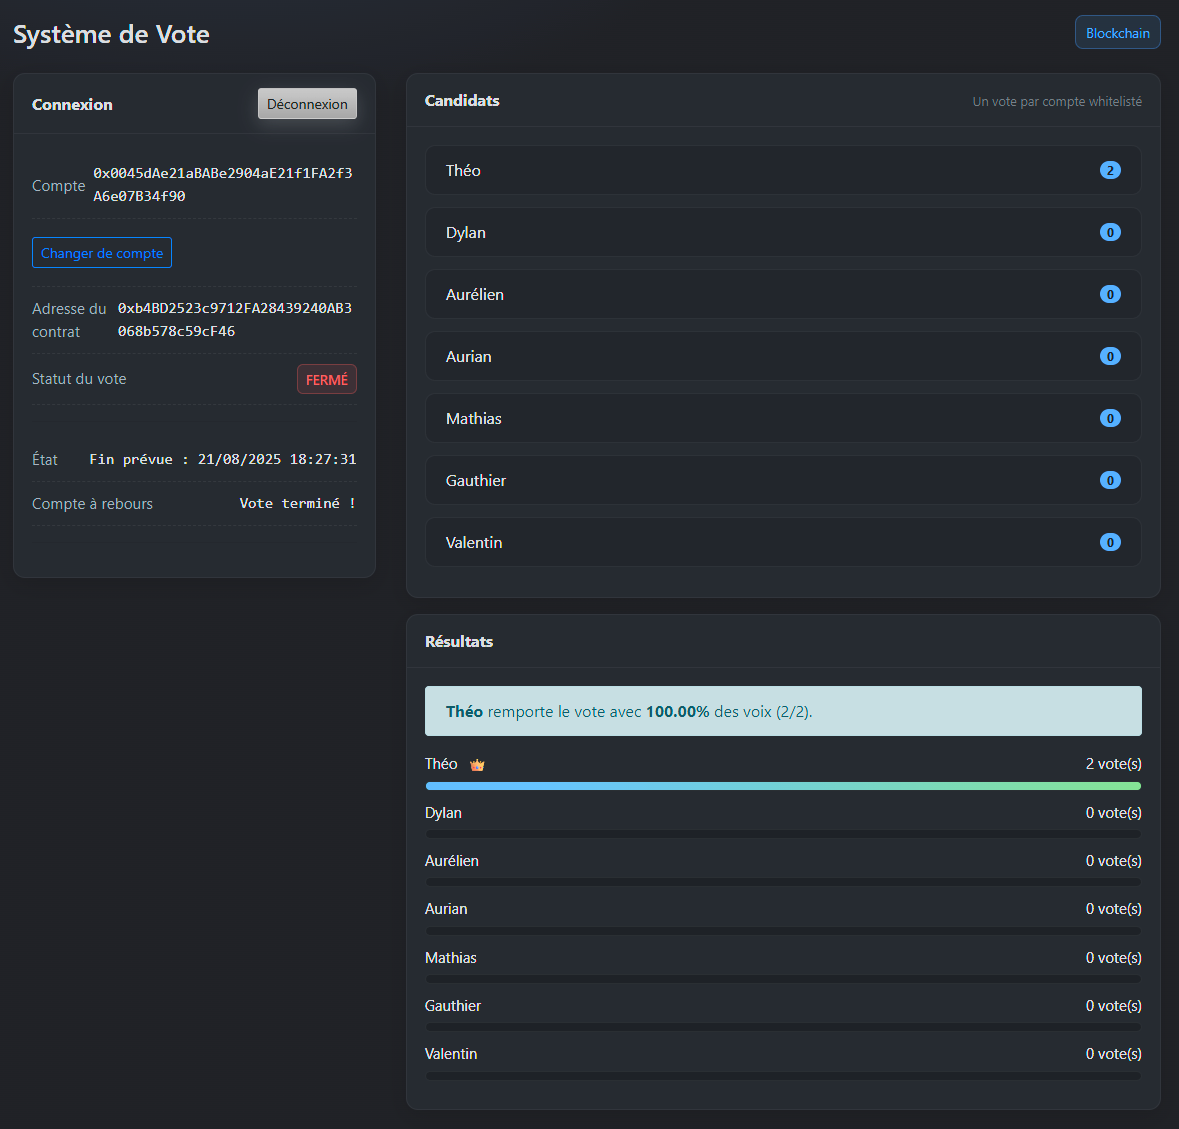 Système de Vote
Blockchain
Connexion
Déconnexion
Compte
0x0045dAe21aBABe2904aE21f1FA2f3
A6e07B34f90
Changer de compte
Adresse du
contrat
0xb4BD2523c9712FA28439240AB3
068b578c59cF46
Statut du vote
FERMÉ
État
Fin prévue : 21/08/2025 18:27:31
Compte à rebours
Vote terminé !
Candidats
Un vote par compte whitelisté
Théo
2
Dylan
0
Aurélien
0
Aurian
0
Mathias
0
Gauthier
0
Valentin
0
Résultats
Théo remporte le vote avec 100.00% des voix (2/2).
Théo
2 vote(s)
Dylan
0 vote(s)
Aurélien
0 vote(s)
Aurian
0 vote(s)
Mathias
0 vote(s)
Gauthier
0 vote(s)
Valentin
0 vote(s)